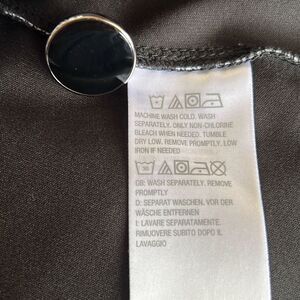 MACHINE WASH COLD. WASH
SEPARATELY. ONLY NON-CHLORINE
BLEACH WHEN NEEDED. TUMBLE
DRY LOW. REMOVE PROMPTLY. LOW
IRON IF NEEDED
GB: WASH SEPARATELY. REMOVE
PROMPTLY
D: SEPARAT WASCHEN. VOR DER
WÄSCHE ENTFERNEN
I: LAVARE SEPARATAMENTE.
RIMUOVERE SUBITO DOPO IL
LAVAGGIO